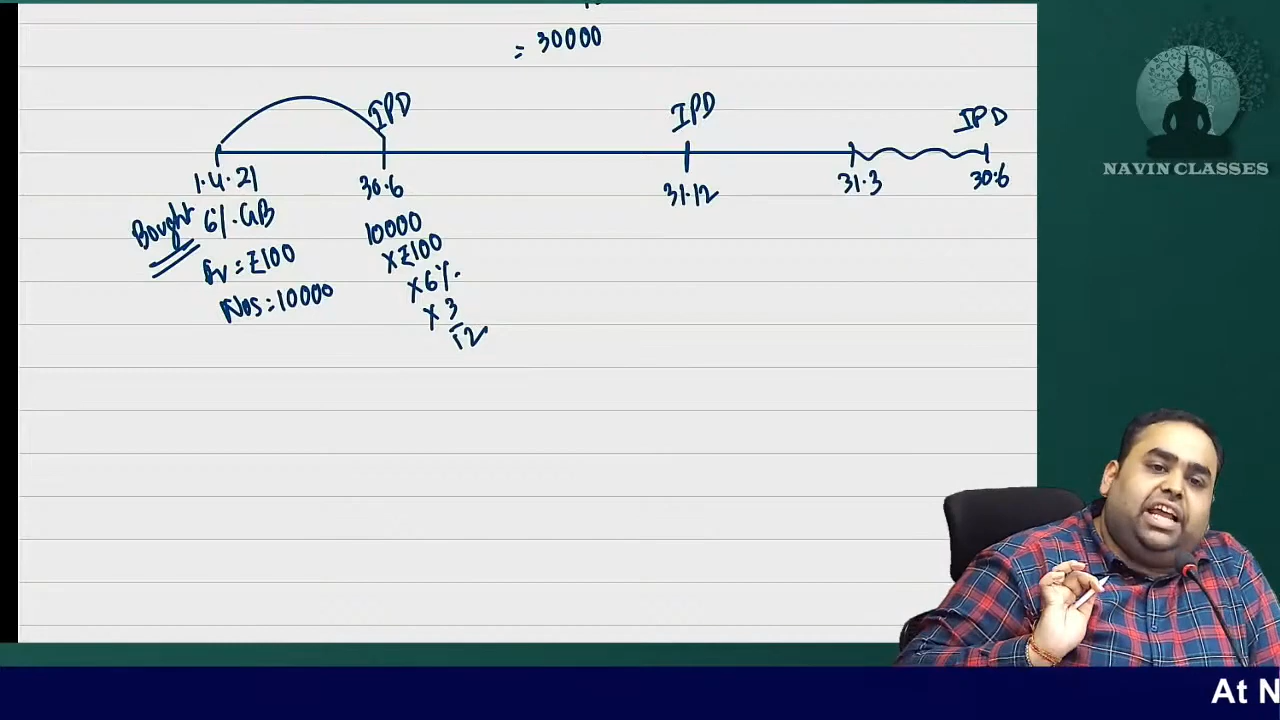 = 30000
IPD
IPD
IPD
1.4.21
30.6
31.12
31.3
30.6
Bought 6%.GB
Fv = ₹100
Nos = 10000
10000
x₹100
x6%.
x 3
12
NAVIN CLASSES
At N